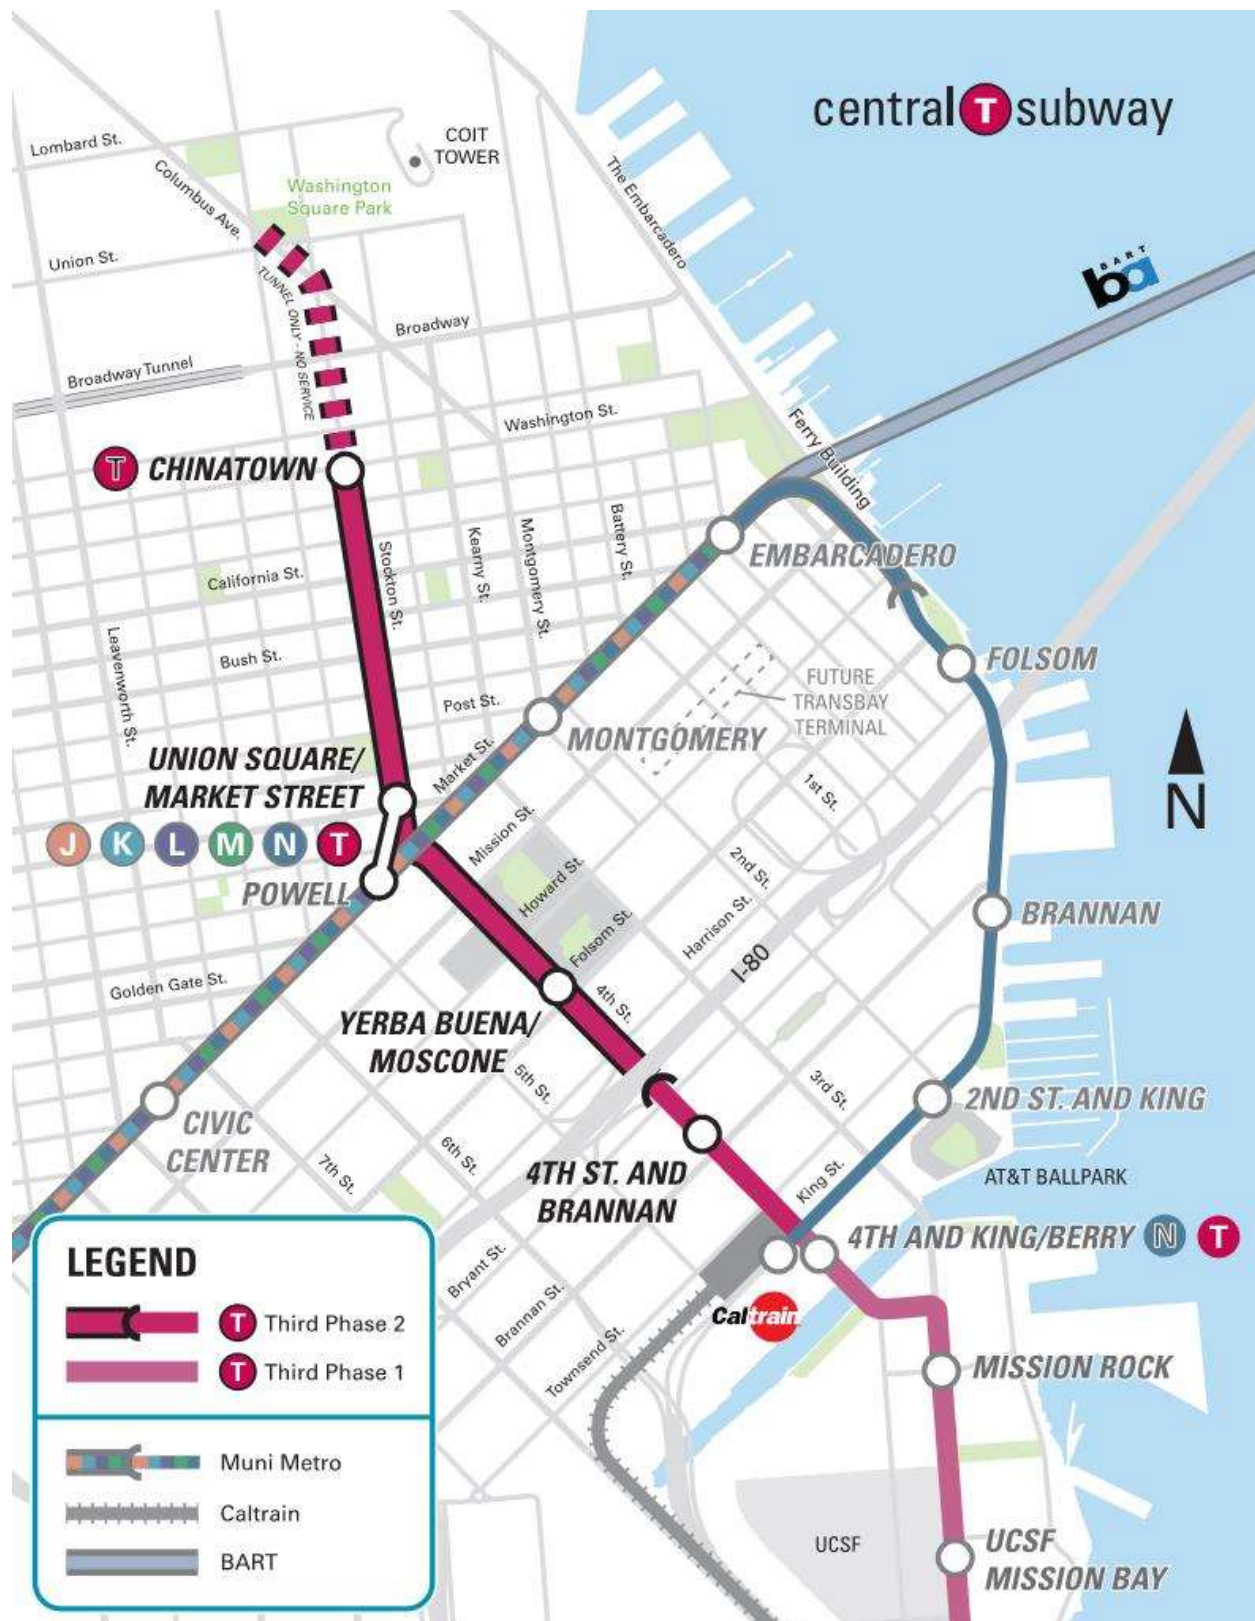 central T subway
Lombard St.
COIT
TOWER
Columbus Ave.
Washington
Square Park
The Embarcadero
Union St.
TUNNEL ONLY - NO SERVICE
BART
ba
Broadway
Broadway Tunnel
Washington St.
Ferry Building
T CHINATOWN
Stockton St.
Kearny St.
Montgomery St.
Battery St.
EMBARCADERO
California St.
Leavenworth St.
Bush St.
FOLSOM
FUTURE
TRANSBAY
TERMINAL
Post St.
MONTGOMERY
Market St.
UNION SQUARE/
MARKET STREET
1st St.
N
J K L M N T
Mission St.
POWELL
Howard St.
2nd St.
BRANNAN
Folsom St.
Harrison St.
I-80
Golden Gate St.
4th St.
YERBA BUENA/
MOSCONE
5th St.
3rd St.
2ND ST. AND KING
CIVIC
CENTER
6th St.
7th St.
4TH ST. AND
BRANNAN
King St.
AT&T BALLPARK
4TH AND KING/BERRY N T
Bryant St.
Brannan St.
Caltrain
Townsend St.
MISSION ROCK
UCSF
UCSF
MISSION BAY
LEGEND
T Third Phase 2
T Third Phase 1
Muni Metro
Caltrain
BART